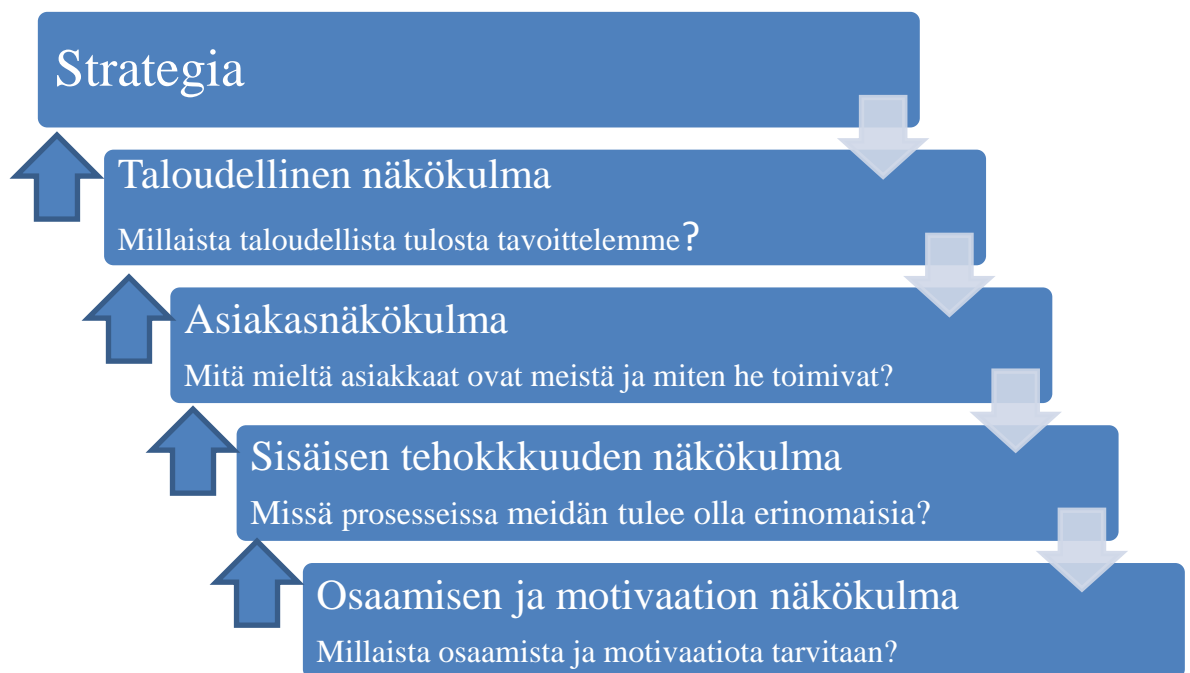 Strategia
Taloudellinen näkökulma
Millaista taloudellista tulosta tavoittelemme?
Asiakasnäkökulma
Mitä mieltä asiakkaat ovat meistä ja miten he toimivat?
Sisäisen tehokkkuuden näkökulma
Missä prosesseissa meidän tulee olla erinomaisia?
Osaamisen ja motivaation näkökulma
Millaista osaamista ja motivaatiota tarvitaan?